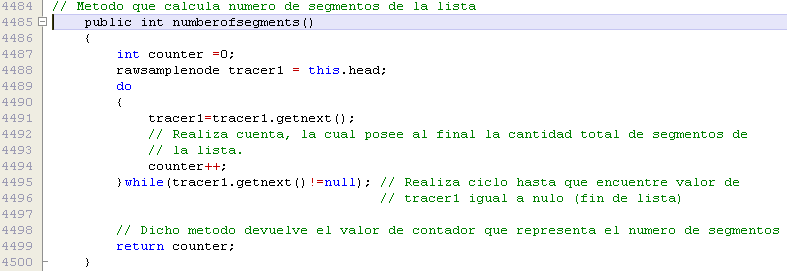 4484 // Metodo que calcula numero de segmentos de la lista
4485 public int numberofsegments()
4486 {
4487 int counter =0;
4488 rawsamplenode tracer1 = this.head;
4489 do
4490 {
4491 tracer1=tracer1.getnext();
4492 // Realiza cuenta, la cual posee al final la cantidad total de segmentos de
4493 // la lista.
4494 counter++;
4495 }while(tracer1.getnext()!=null); // Realiza ciclo hasta que encuentre valor de
4496 // tracer1 igual a nulo (fin de lista)
4497
4498 // Dicho metodo devuelve el valor de contador que representa el numero de segmentos
4499 return counter;
4500 }